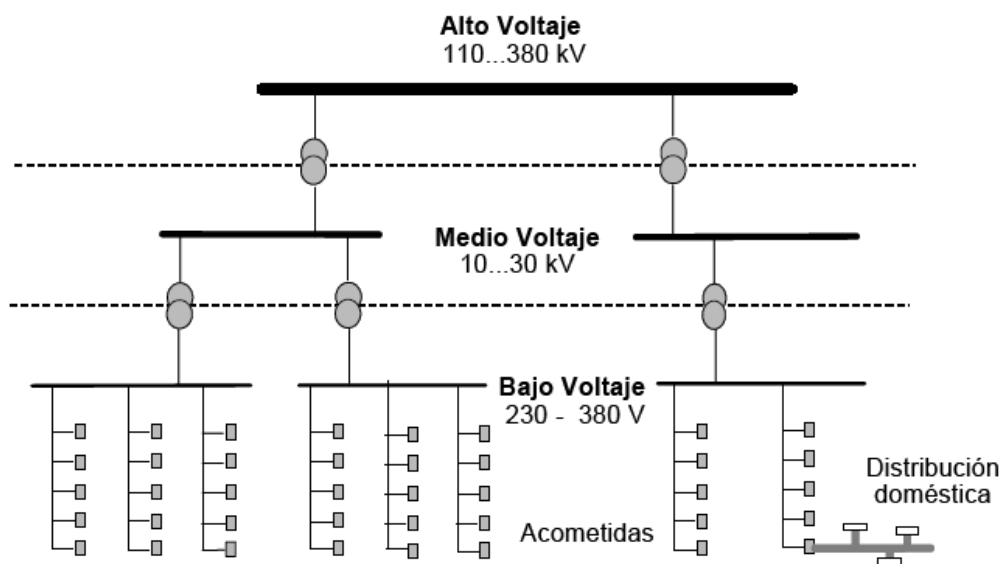 Alto Voltaje
110...380 kV
Medio Voltaje
10...30 kV
Bajo Voltaje
230 - 380 V
Distribución
doméstica
Acometidas